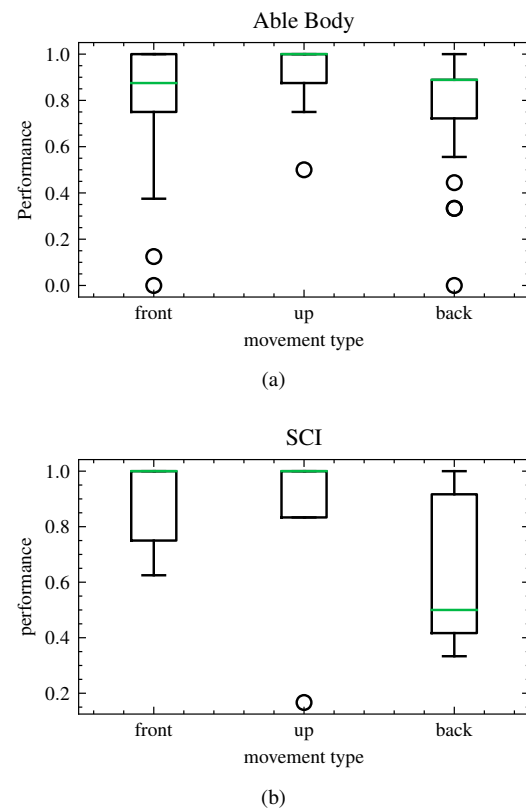 Able Body
Performance
1.0
0.8
0.6
0.4
0.2
0.0
front up back
movement type
(a)
SCI
performance
1.0
0.8
0.6
0.4
0.2
front up back
movement type
(b)